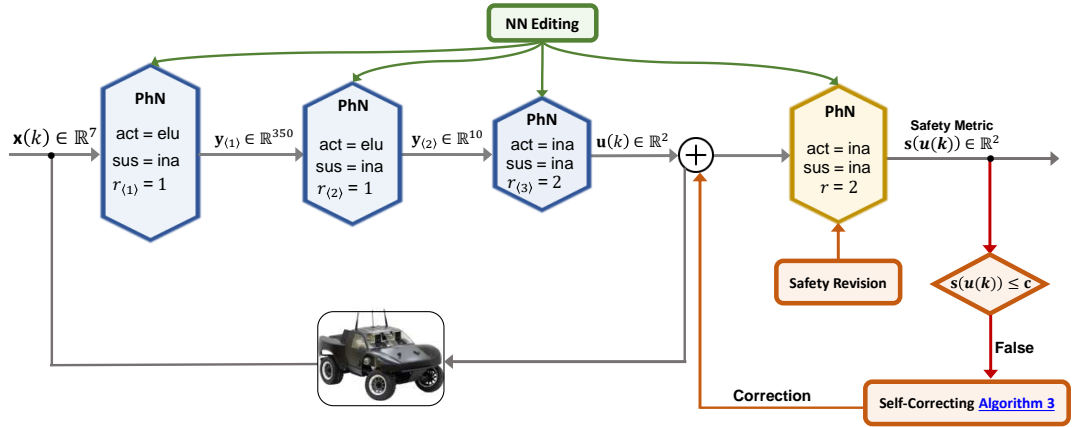 NN Editing
PhN
act = elu
sus = ina
r⟨1⟩ = 1
PhN
act = elu
sus = ina
r⟨2⟩ = 1
PhN
act = ina
sus = ina
r⟨3⟩ = 2
PhN
act = ina
sus = ina
r = 2
x(k) ∈ ℝ⁷
y⟨1⟩ ∈ ℝ³⁵⁰
y⟨2⟩ ∈ ℝ¹⁰
u(k) ∈ ℝ²
Safety Metric
s(u(k)) ∈ ℝ²
Safety Revision
s(u(k)) ≤ c
False
Correction
Self-Correcting Algorithm 3